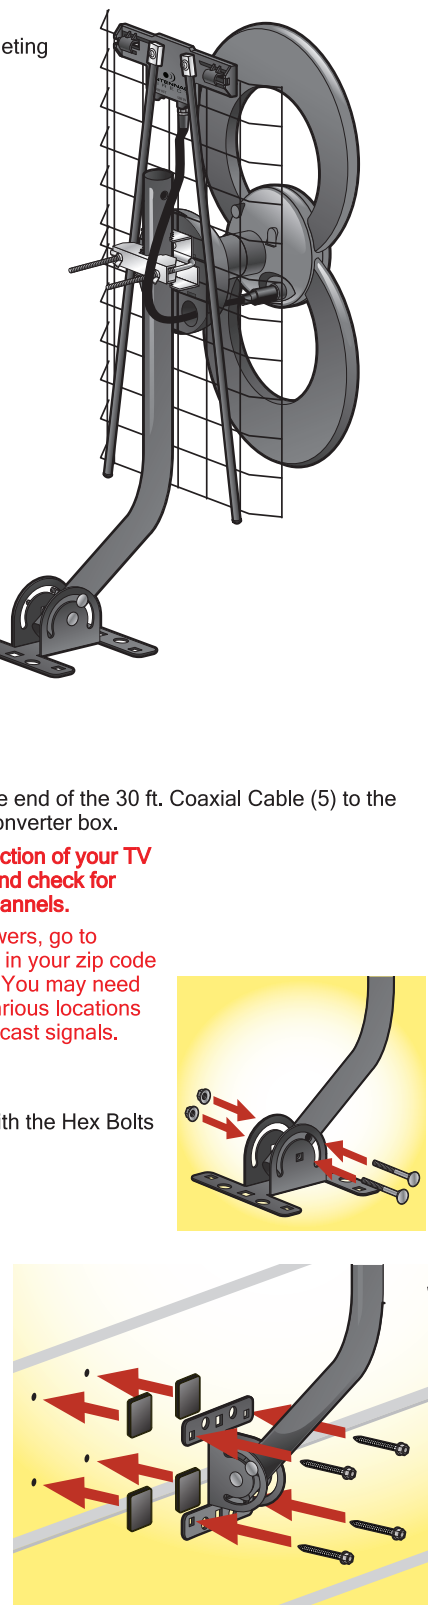 eting
e end of the 30 ft. Coaxial Cable (5) to the
onverter box.
ction of your TV
nd check for
annels.
wers, go to
in your zip code
You may need
arious locations
cast signals.
ith the Hex Bolts